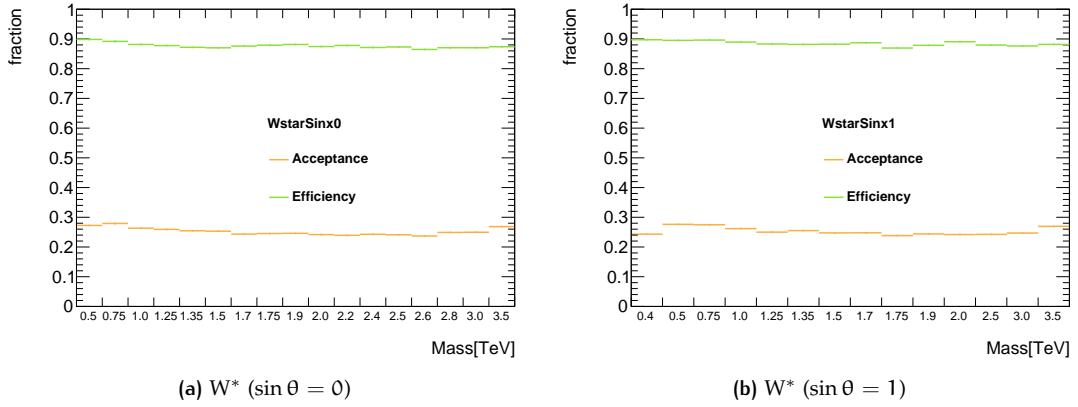 fraction
1
0.9
0.8
0.7
0.6
0.5
0.4
0.3
0.2
0.1
0
WstarSinx0
Acceptance
Efficiency
0.5 0.75 1.0 1.25 1.35 1.5 1.7 1.75 1.9 2.0 2.2 2.4 2.5 2.6 2.8 3.0 3.5
Mass[TeV]
(a) W* (sin θ = 0)
fraction
1
0.9
0.8
0.7
0.6
0.5
0.4
0.3
0.2
0.1
0
WstarSinx1
Acceptance
Efficiency
0.4 0.5 0.75 1.0 1.25 1.35 1.5 1.7 1.75 1.9 2.0 2.5 3.0 3.5
Mass[TeV]
(b) W* (sin θ = 1)